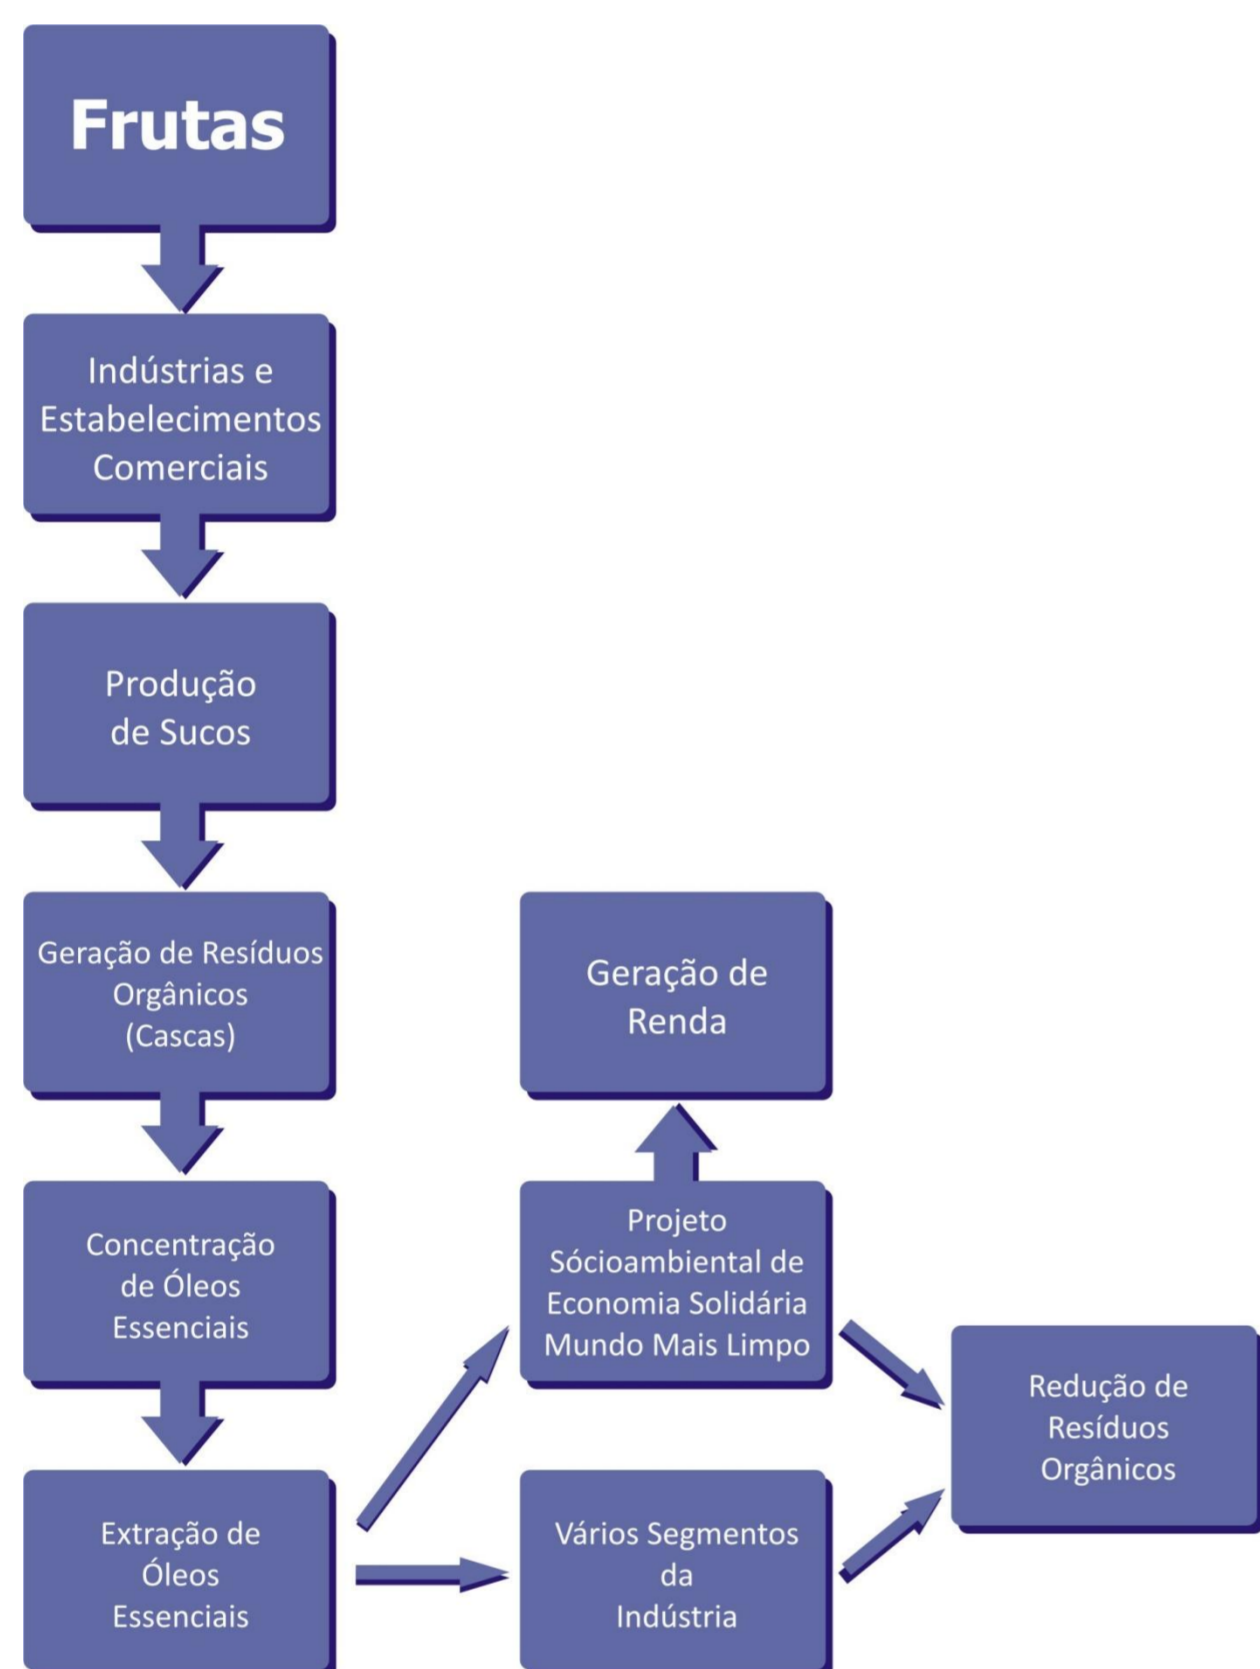 Frutas
Indústrias e
Estabelecimentos
Comerciais
Produção
de Sucos
Geração de Resíduos
Orgânicos
(Cascas)
Concentração
de Óleos
Essenciais
Extração de
Óleos
Essenciais
Geração de
Renda
Projeto
Sócioambiental de
Economia Solidária
Mundo Mais Limpo
Vários Segmentos
da
Indústria
Redução de
Resíduos
Orgânicos